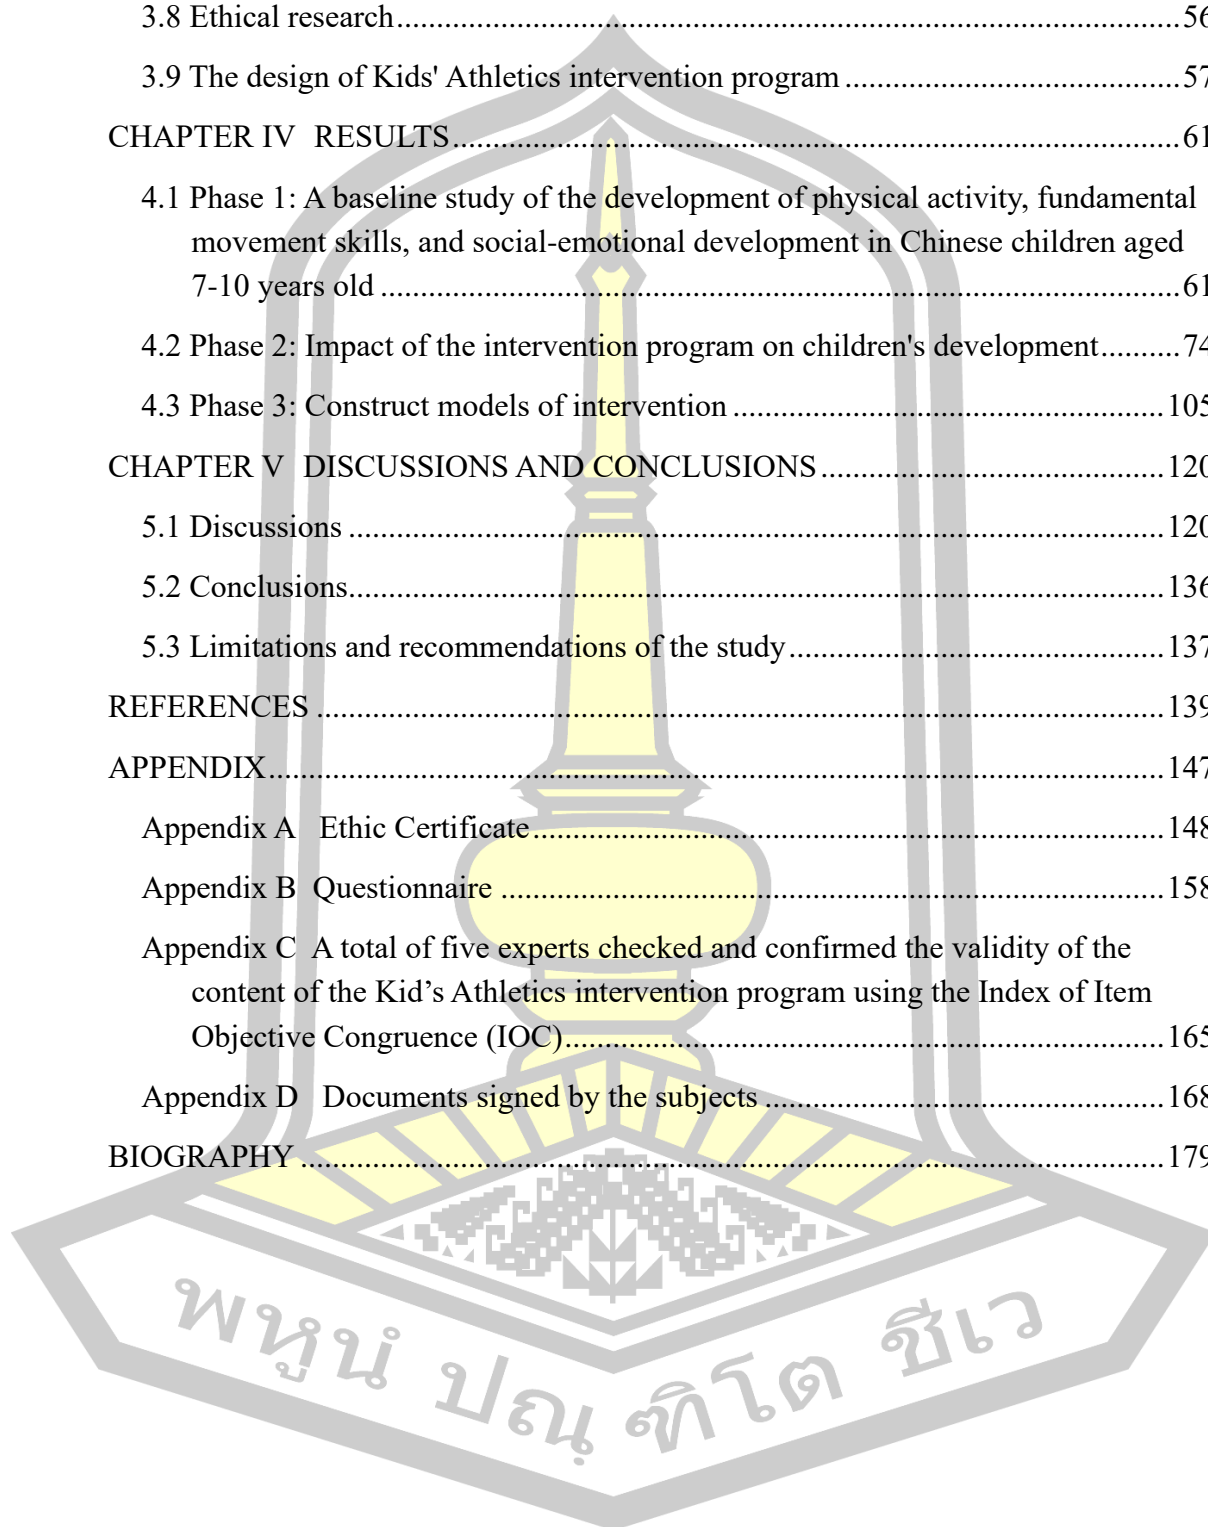 3.8 Ethical research....................................................................................................56
3.9 The design of Kids' Athletics intervention program...........................................57
CHAPTER IV RESULTS.............................................................................................61
4.1 Phase 1: A baseline study of the development of physical activity, fundamental
movement skills, and social-emotional development in Chinese children aged
7-10 years old.....................................................................................................61
4.2 Phase 2: Impact of the intervention program on children's development..........74
4.3 Phase 3: Construct models of intervention.......................................................105
CHAPTER V DISCUSSIONS AND CONCLUSIONS............................................120
5.1 Discussions.......................................................................................................120
5.2 Conclusions.......................................................................................................136
5.3 Limitations and recommendations of the study................................................137
REFERENCES...........................................................................................................139
APPENDIX................................................................................................................147
Appendix A Ethic Certificate..................................................................................148
Appendix B Questionnaire......................................................................................158
Appendix C A total of five experts checked and confirmed the validity of the
content of the Kid’s Athletics intervention program using the Index of Item
Objective Congruence (IOC)............................................................................165
Appendix D Documents signed by the subjects.....................................................168
BIOGRAPHY.............................................................................................................179
พหูนํ ปณฺฑิโต ชีเว